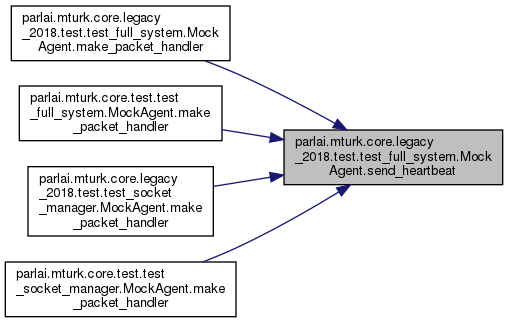 parlai.mturk.core.legacy
_2018.test.test_full_system.Mock
Agent.make_packet_handler
parlai.mturk.core.test.test
_full_system.MockAgent.make
_packet_handler
parlai.mturk.core.legacy
_2018.test.test_full_system.Mock
Agent.send_heartbeat
parlai.mturk.core.legacy
_2018.test.test_socket
_manager.MockAgent.make
_packet_handler
parlai.mturk.core.test.test
_socket_manager.MockAgent.make
_packet_handler